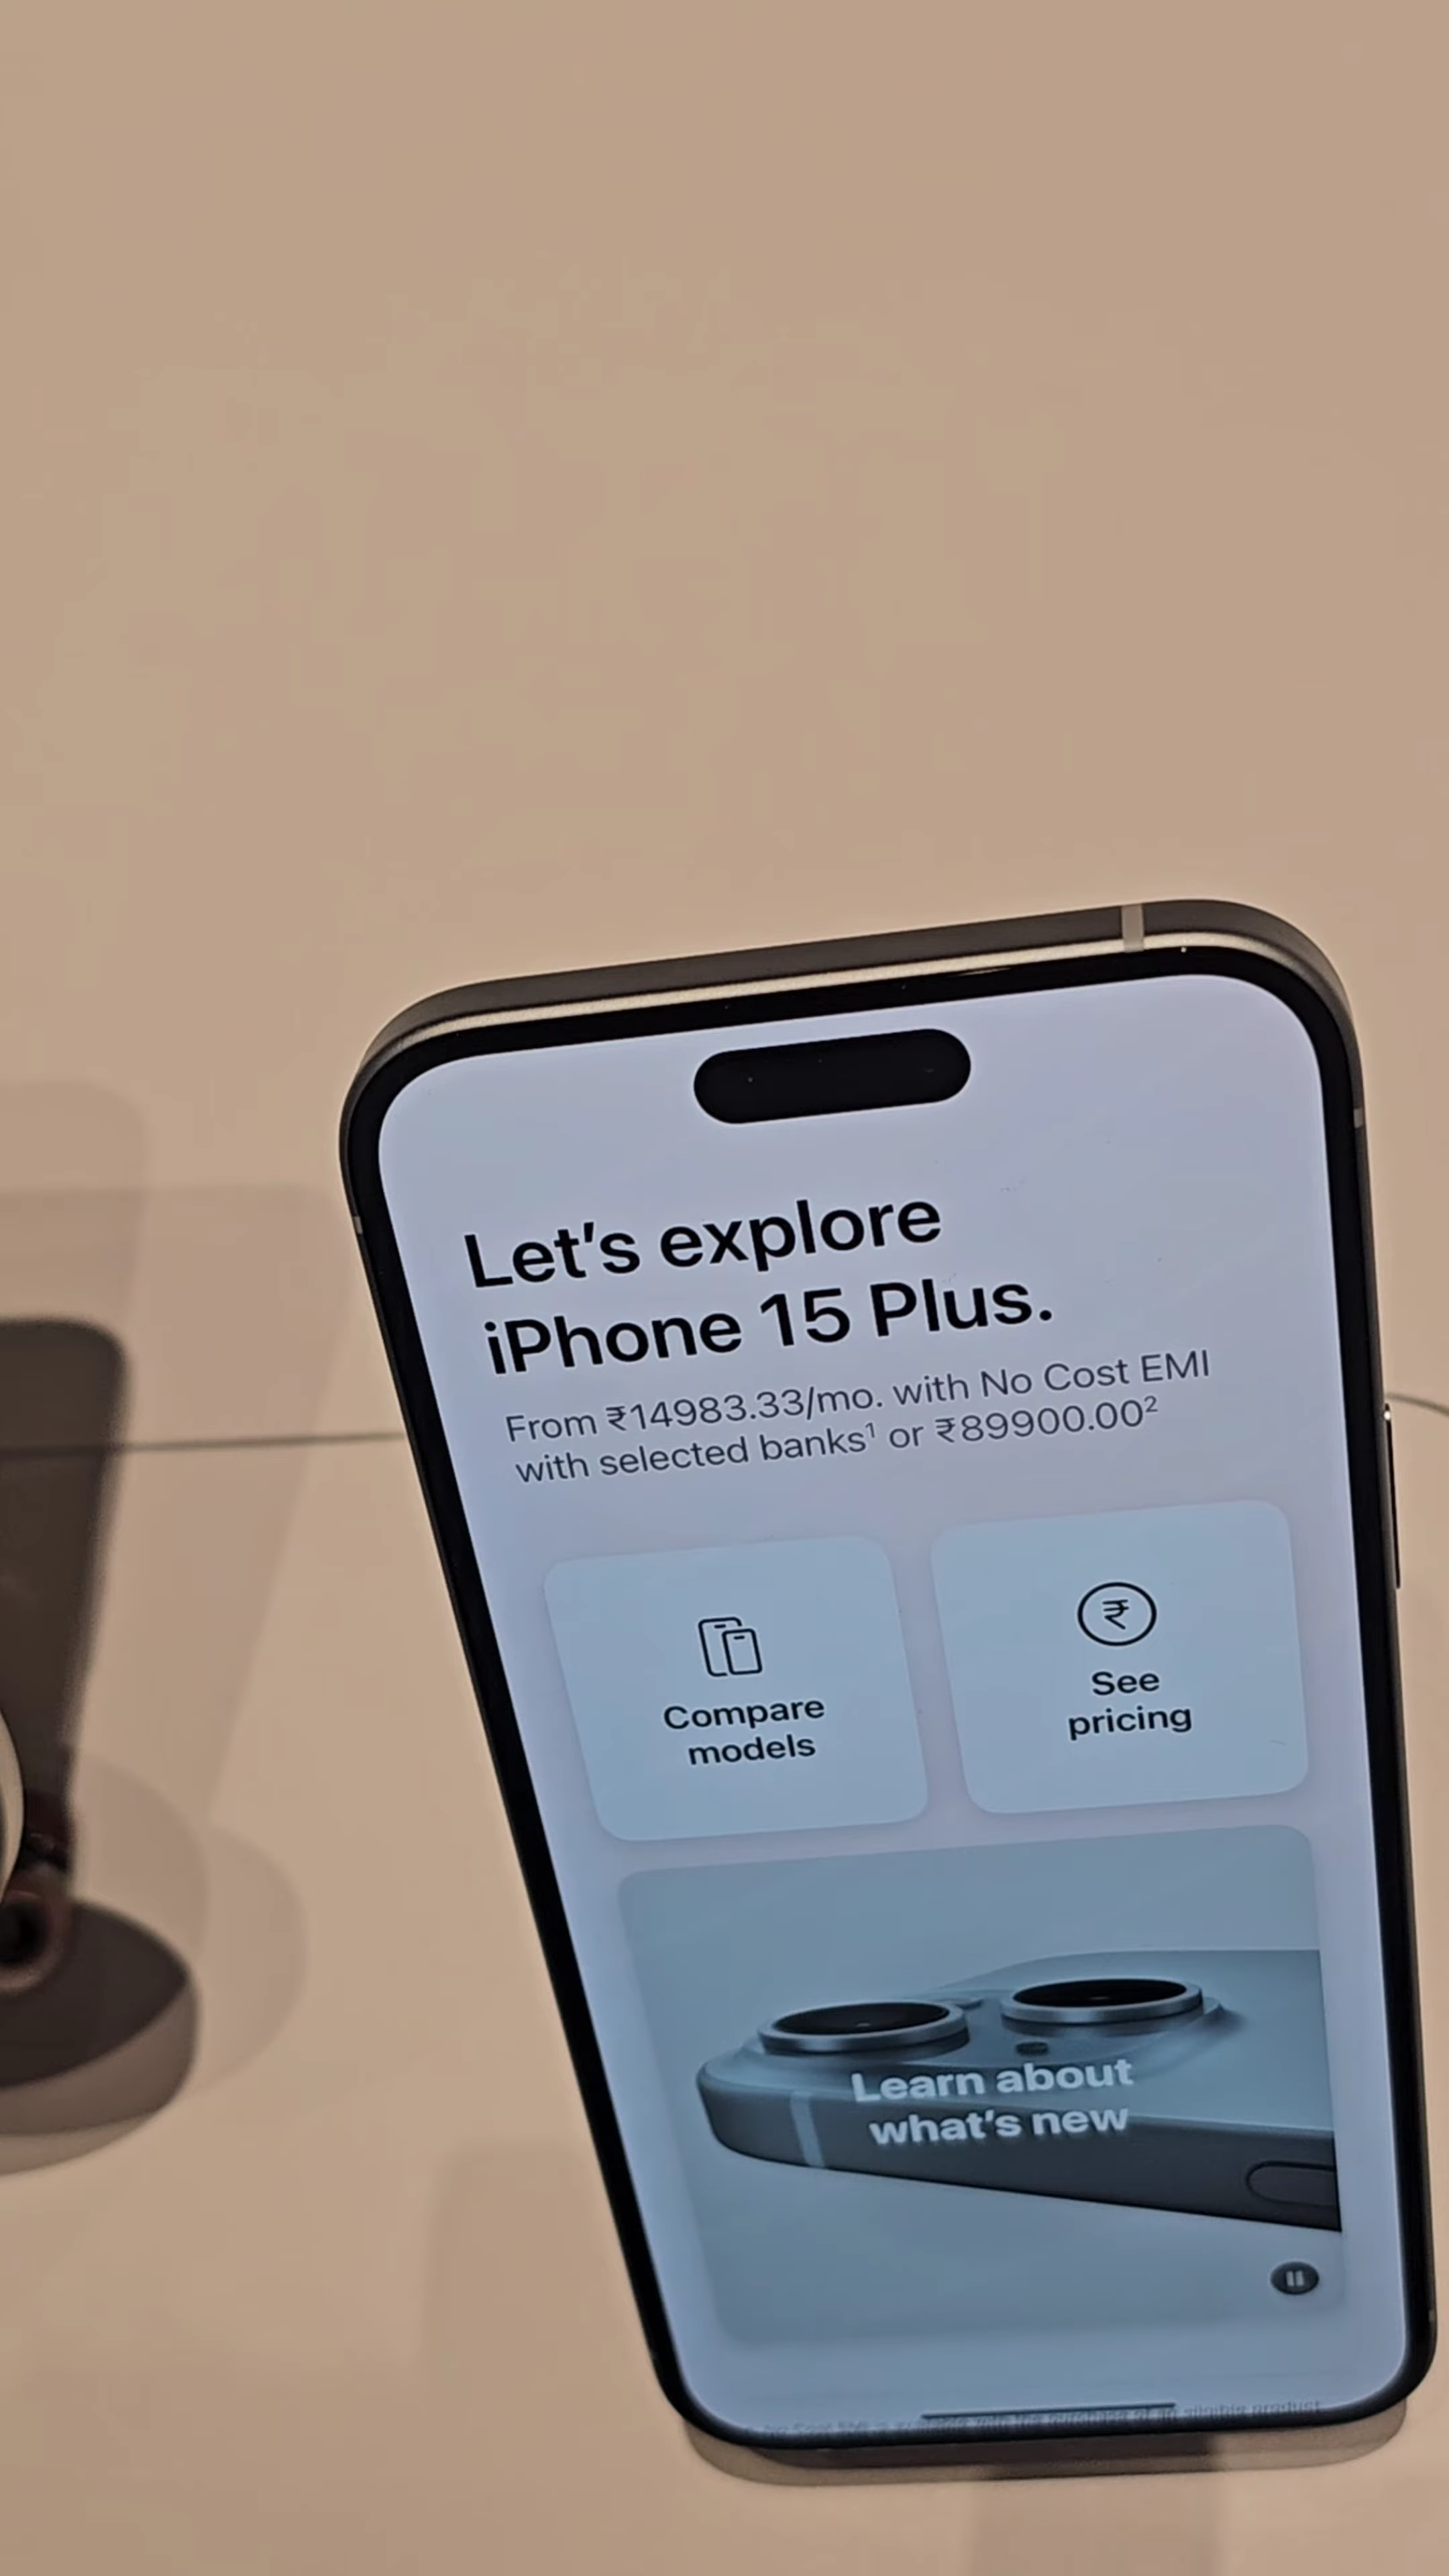 Let's explore
iPhone 15 Plus.
From ₹14983.33/mo. with No Cost EMI
with selected banks¹ or ₹89900.00²
₹
Compare
models
See
pricing
Learn about
what's new